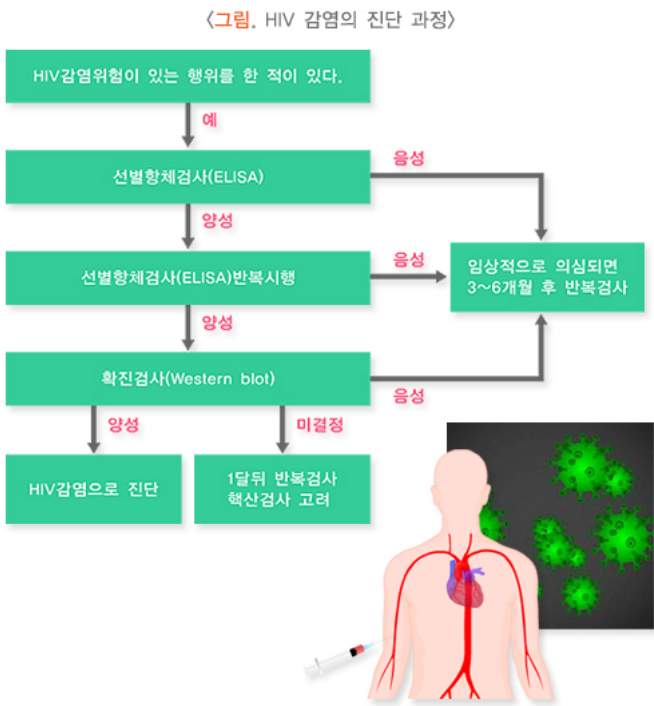 <그림. HIV 감염의 진단 과정>
HIV감염위험이 있는 행위를 한 적이 있다.
예
선별항체검사(ELISA)
음성
양성
선별항체검사(ELISA)반복시행
음성
임상적으로 의심되면
3~6개월 후 반복검사
양성
확진검사(Western blot)
음성
양성
미결정
HIV감염으로 진단
1달뒤 반복검사
핵산검사 고려